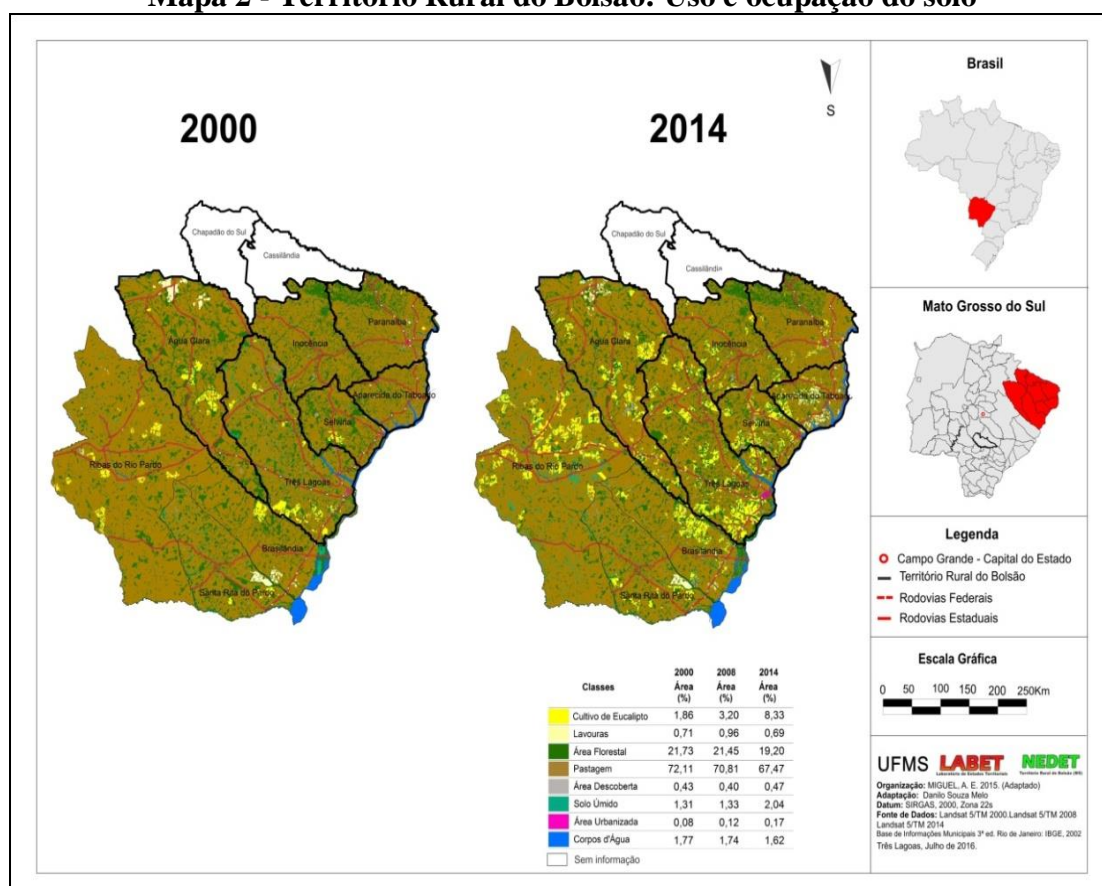 Mapa 2 - Território Rural do Bolsão: Uso e ocupação do solo
2000
2014
S
Chapadão do Sul
Cassilândia
Paranaíba
Água Clara
Inocência
Aparecida do Taboado
Selvíria
Ribas do Rio Pardo
Três Lagoas
Brasilândia
Santa Rita do Pardo
Chapadão do Sul
Cassilândia
Paranaíba
Água Clara
Inocência
Aparecida do Taboado
Selvíria
Ribas do Rio Pardo
Três Lagoas
Brasilândia
Santa Rita do Pardo
Classes 2000 Área (%) 2008 Área (%) 2014 Área (%)
Cultivo de Eucalipto 1,86 3,20 8,33
Lavouras 0,71 0,96 0,69
Área Florestal 21,73 21,45 19,20
Pastagem 72,11 70,81 67,47
Área Descoberta 0,43 0,40 0,47
Solo Úmido 1,31 1,33 2,04
Área Urbanizada 0,08 0,12 0,17
Corpos d'Água 1,77 1,74 1,62
Sem informação
Brasil
Mato Grosso do Sul
Legenda
Campo Grande - Capital do Estado
Território Rural do Bolsão
Rodovias Federais
Rodovias Estaduais
Escala Gráfica
0 50 100 150 200 250Km
UFMS LABET NEDET
Laboratório de Estudos Territoriais Território Rural do Bolsão (MS)
Organização: MIGUEL, A. E. 2015. (Adaptado)
Adaptação: Danilo Souza Melo
Datum: SIRGAS, 2000, Zona 22s
Fonte de Dados: Landsat 5/TM 2000.Landsat 5/TM 2008
Landsat 5/TM 2014
Base de Informações Municipais 3ª ed. Rio de Janeiro: IBGE, 2002
Três Lagoas, Julho de 2016.